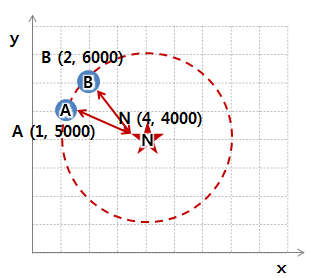 y
B (2, 6000)
B
A
N (4, 4000)
A (1, 5000)
N
x